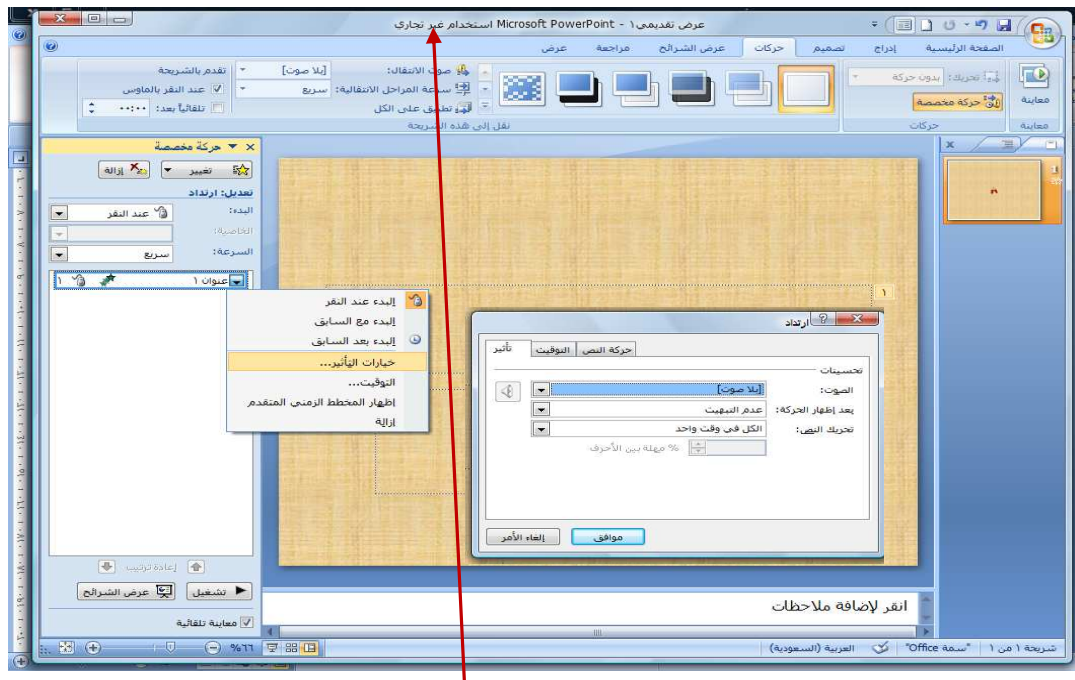 عرض تقديمي١ - Microsoft PowerPoint استخدام غير تجاري
الصفحة الرئيسية إدراج تصميم حركات عرض الشرائح مراجعة عرض
معاينة
معاينة
تحريك: بدون حركة
حركة مخصصة
حركات
صوت الانتقال: [بلا صوت]
سرعة المراحل الانتقالية: سريع
تطبيق على الكل
تقدم بالشريحة
عند النقر بالماوس
تلقائياً بعد: ٠٠:٠٠
نقل إلى هذه الشريحة
حركة مخصصة
تغيير إزالة
تعديل: ارتداد
البدء: عند النقر
الخاصية:
السرعة: سريع
عنوان ١ ١
إلبدء عند النقر
إلبدء مع السابق
إلبدء بعد السابق
خيارات التأثير...
التوقيت...
إظهار المخطط الزمني المتقدم
إزالة
١
ارتداد
تأثير التوقيت حركة النص
تحسينات
الصوت: [بلا صوت]
بعد إظهار الحركة: عدم التبهيت
تحريك النص: الكل في وقت واحد
% مهلة بين الأحرف
موافق إلغاء الأمر
إعادة ترتيب
تشغيل عرض الشرائح
معاينة تلقائية
انقر لإضافة ملاحظات
شريحة ١ من ١ "سمة Office" العربية (السعودية) ٦٦%